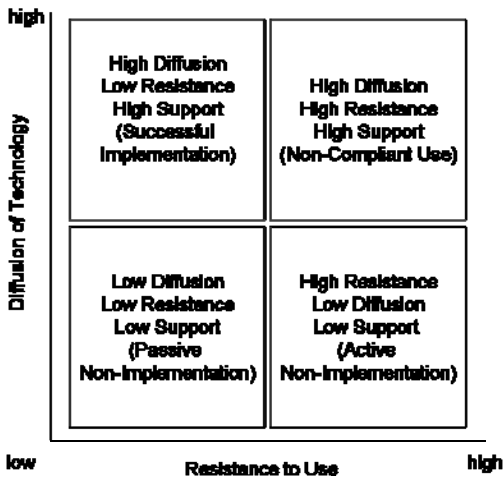 high
High Diffusion
Low Resistance
High Support
(Successful
Implementation)
High Diffusion
High Resistance
High Support
(Non-Compliant Use)
Diffusion of Technology
Low Diffusion
Low Resistance
Low Support
(Passive
Non-Implementation)
High Resistance
Low Diffusion
Low Support
(Active
Non-Implementation)
low
Resistance to Use
high